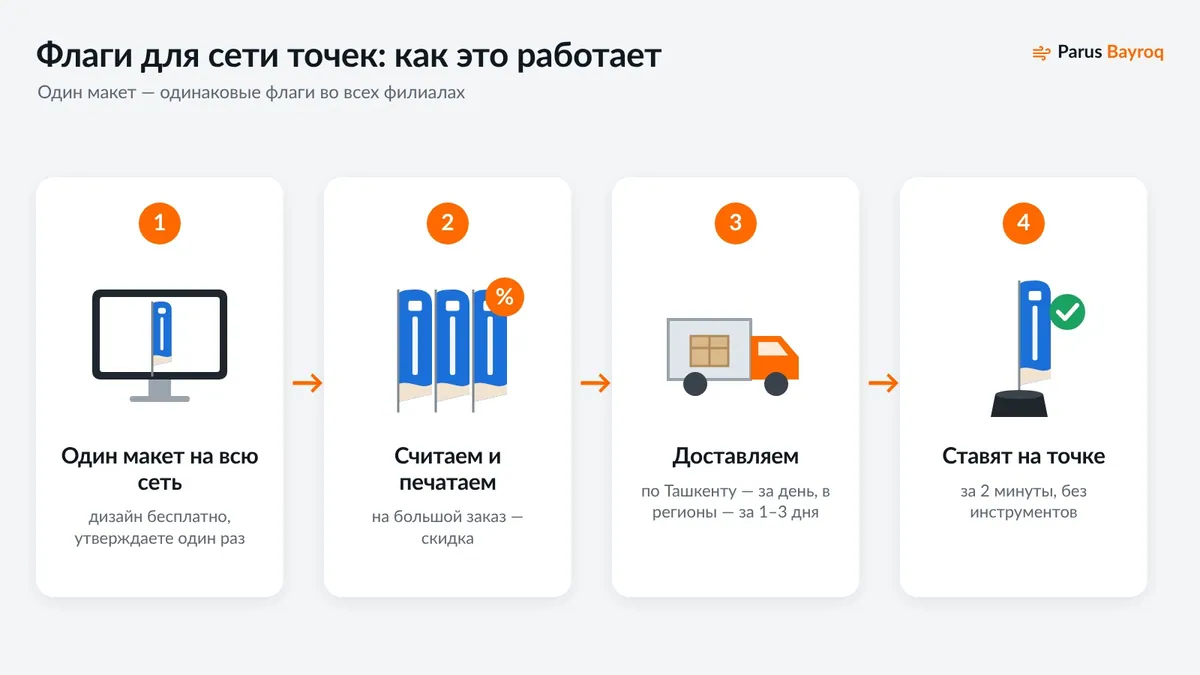 Флаги для сети точек: как это работает
Parus Bayroq
Один макет — одинаковые флаги во всех филиалах
1
Один макет на всю
сеть
дизайн бесплатно,
утверждаете один раз
2
%
Считаем и
печатаем
на большой заказ —
скидка
3
Доставляем
по Ташкенту — за день, в
регионы — за 1–3 дня
4
Ставят на точке
за 2 минуты, без
инструментов